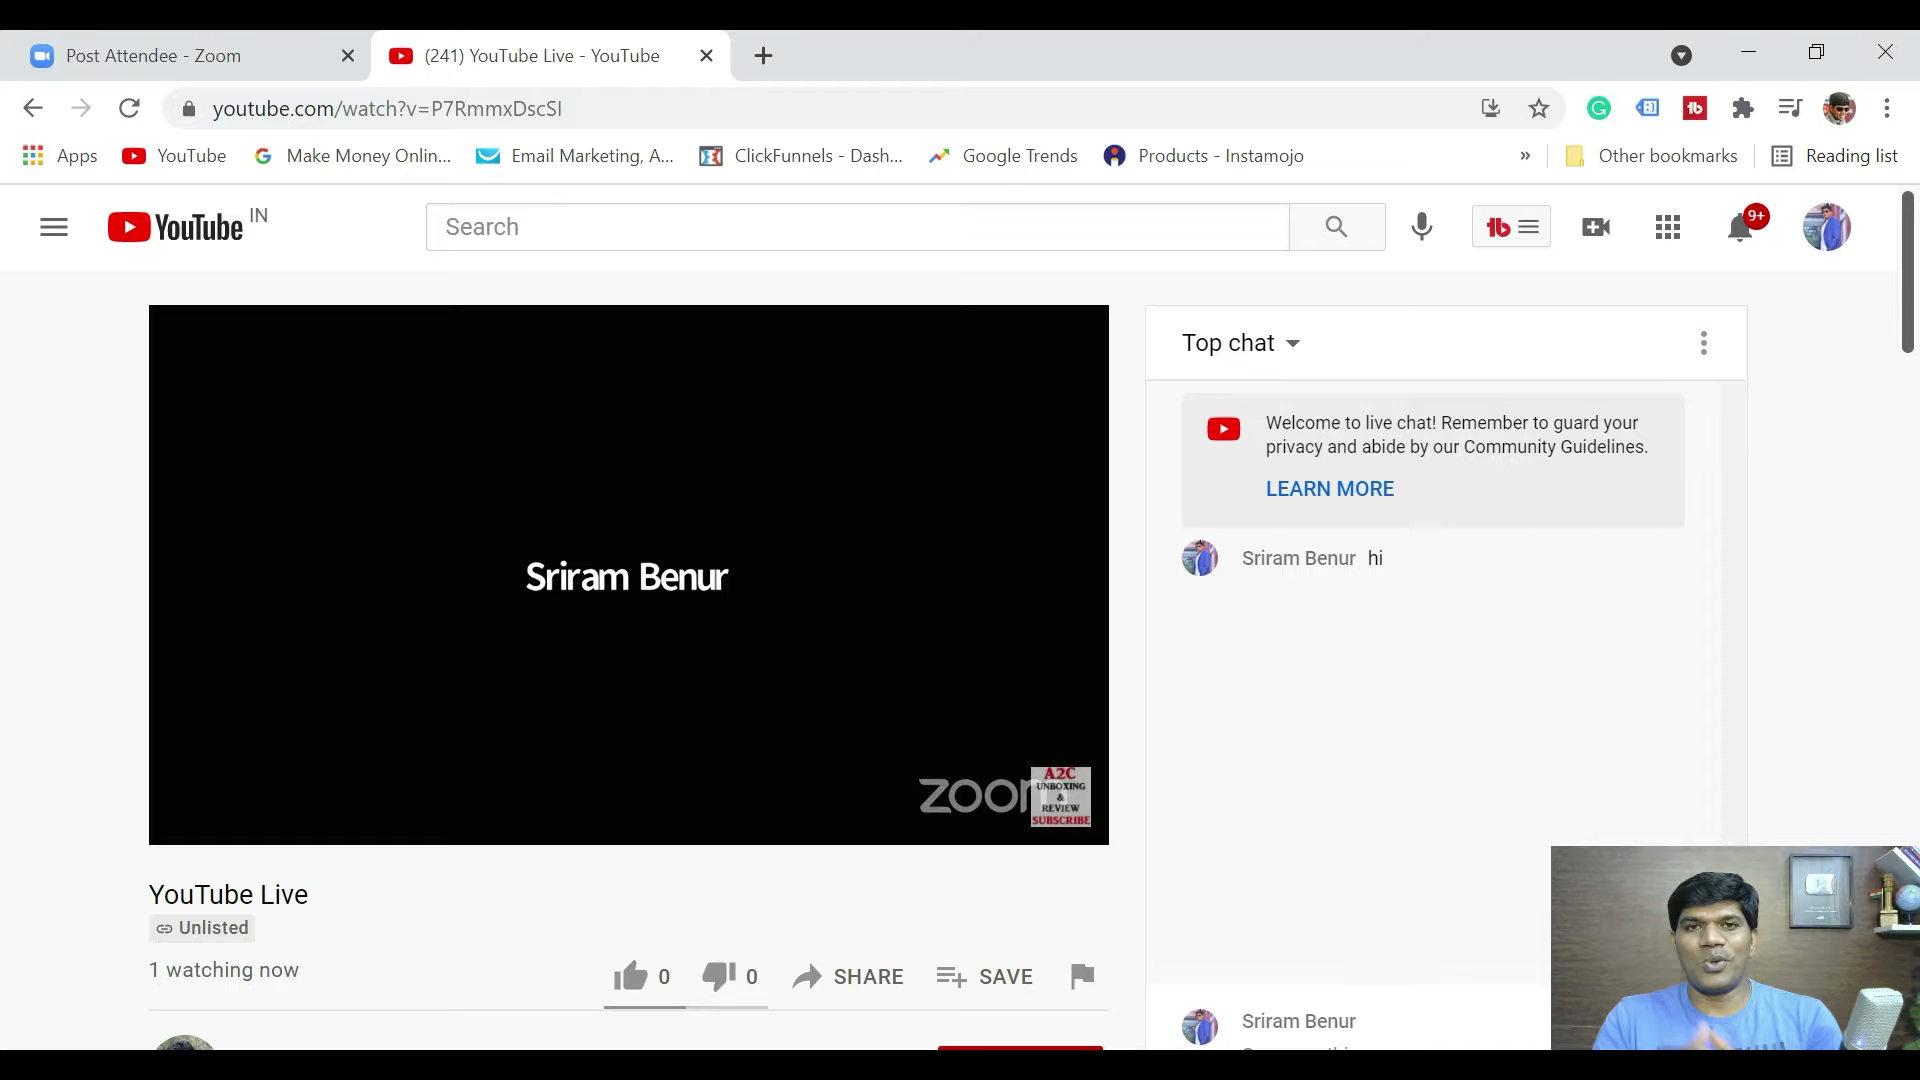 Post Attendee - Zoom
(241) YouTube Live - YouTube
youtube.com/watch?v=P7RmmxDscSI
Apps
YouTube
Make Money Onlin...
Email Marketing, A...
ClickFunnels - Dash...
Google Trends
Products - Instamojo
»
Other bookmarks
Reading list
YouTube IN
Search
9+
Sriram Benur
zoom
A2C
UNBOXING
&
REVIEW
SUBSCRIBE
Top chat
Welcome to live chat! Remember to guard your
privacy and abide by our Community Guidelines.
LEARN MORE
Sriram Benur hi
YouTube Live
Unlisted
1 watching now
0
0
SHARE
SAVE
Sriram Benur